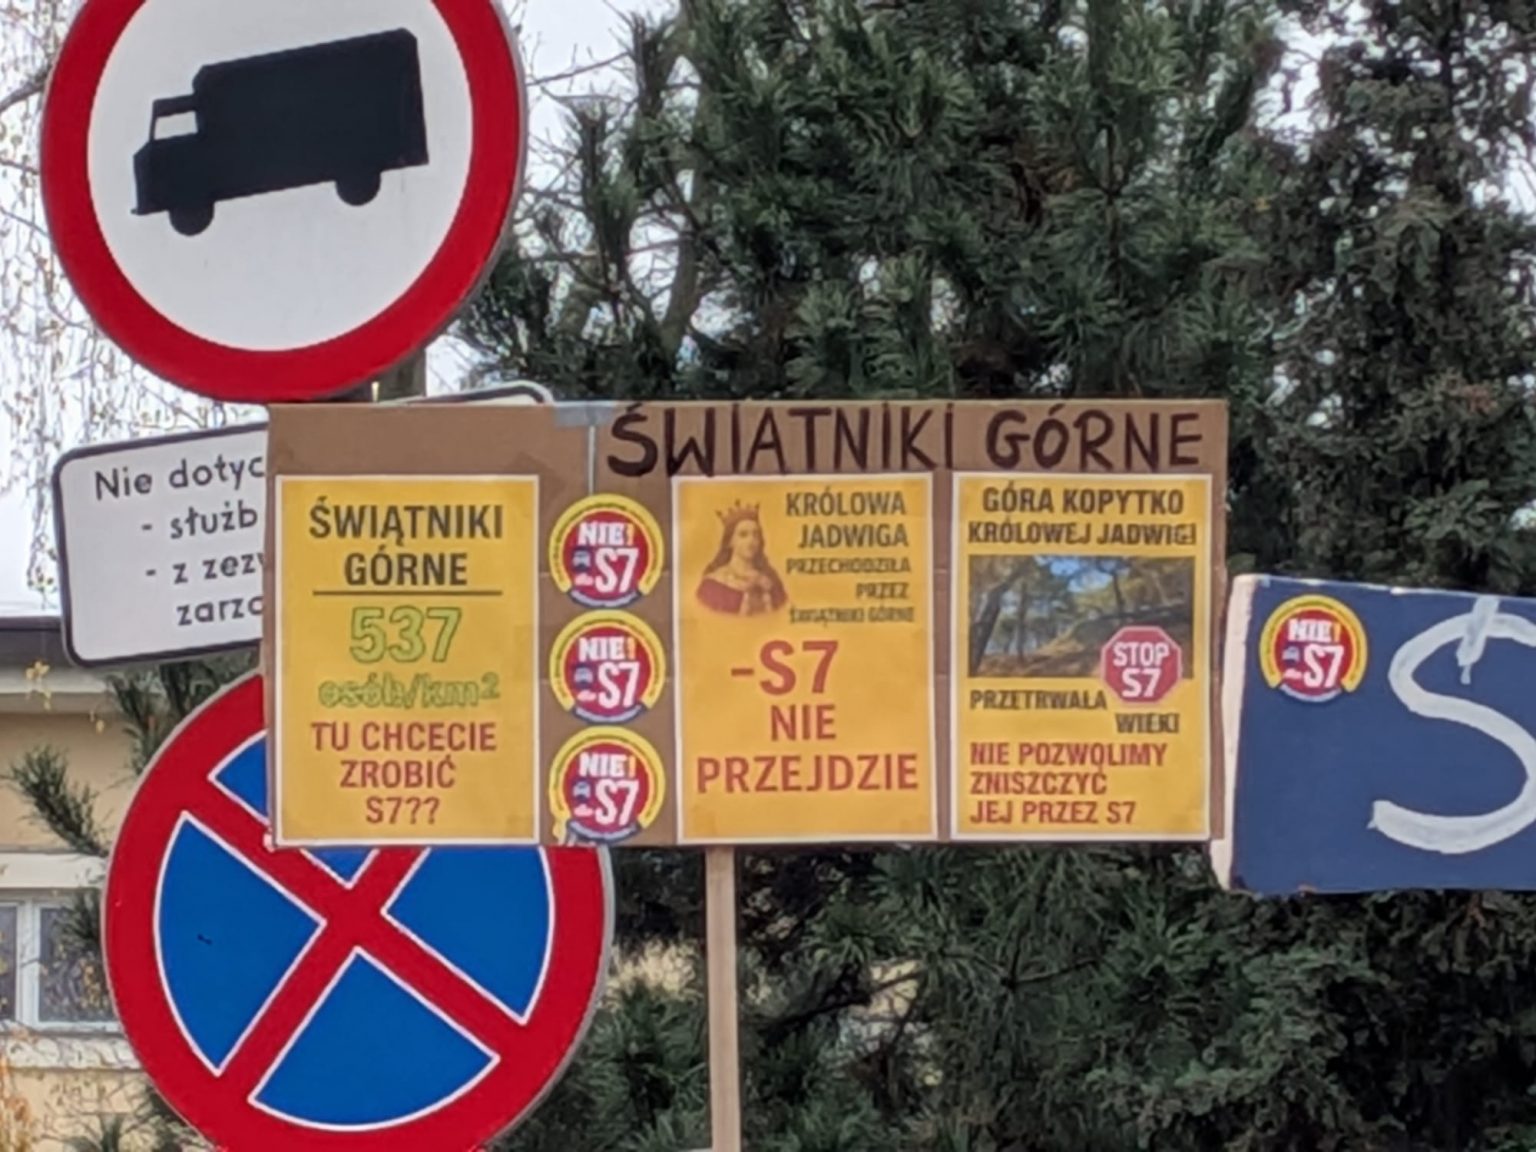 Nie dotyc
- służb
- z zez
zarzą
ŚWIATNIKI GÓRNE
ŚWIĄTNIKI
GÓRNE
537
osób/km²
TU CHCECIE
ZROBIĆ
S7??
NIE!
S7
NIE!
S7
NIE!
S7
KRÓLOWA
JADWIGA
PRZECHODZIŁA
PRZEZ
ŚWIĄTNIKI GÓRNE
-S7
NIE
PRZEJDZIE
GÓRA KOPYTKO
KRÓLOWEJ JADWIGI
STOP
S7
PRZETRWAŁA
WIEKI
NIE POZWOLIMY
ZNISZCZYĆ
JEJ PRZEZ S7
NIE!
S7
S